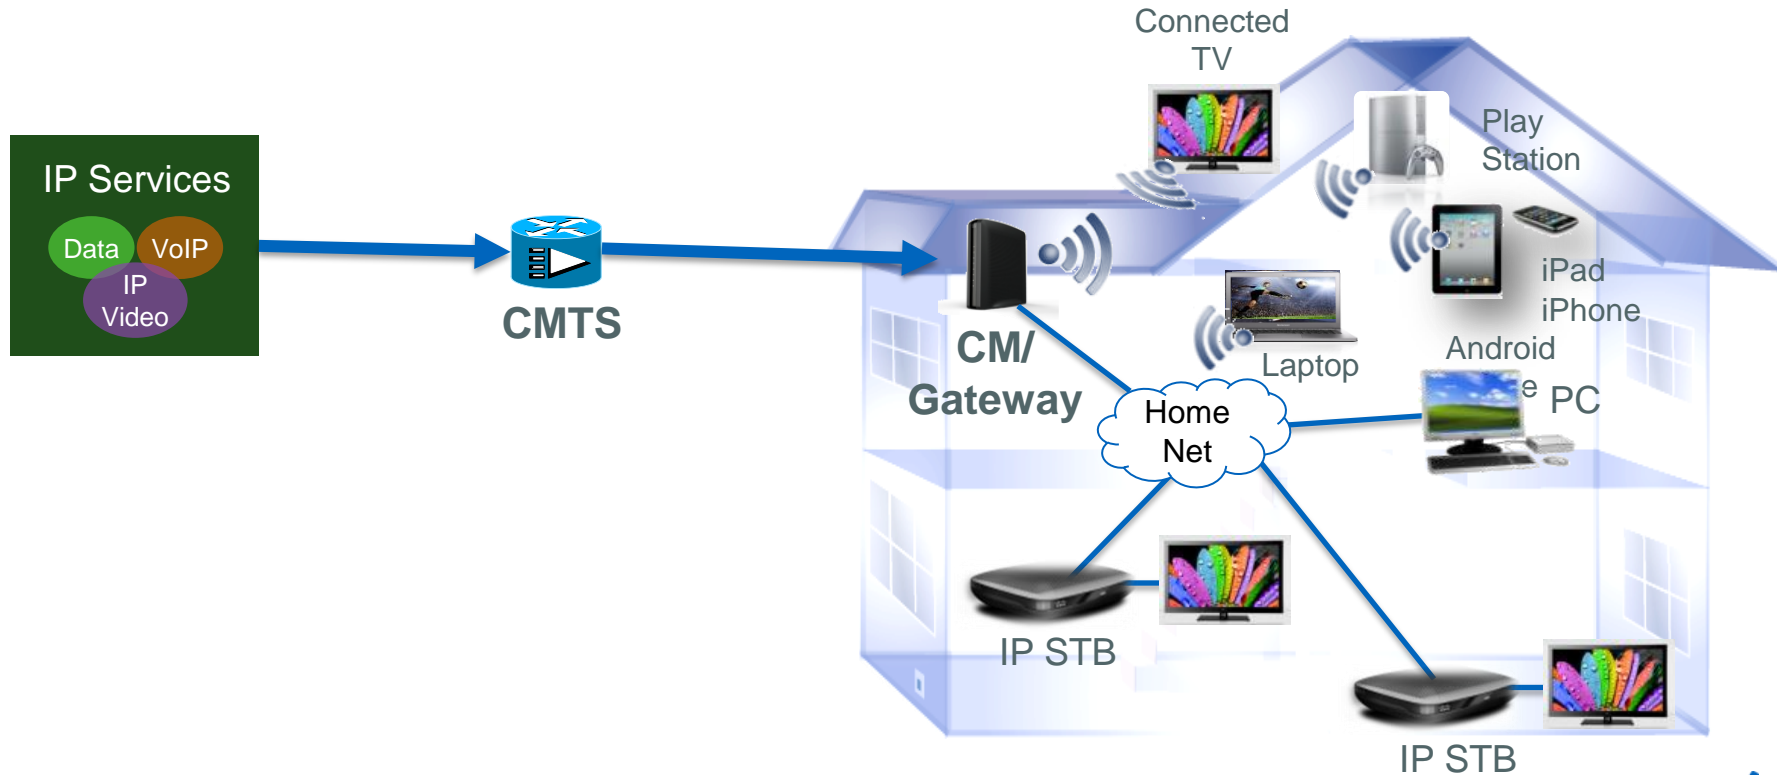 Connected
TV
Play
Station
IP Services
Data
VoIP
IP
Video
CMTS
CM/
Gateway
iPad
iPhone
Android
Laptop
PC
Home
Net
IP STB
IP STB